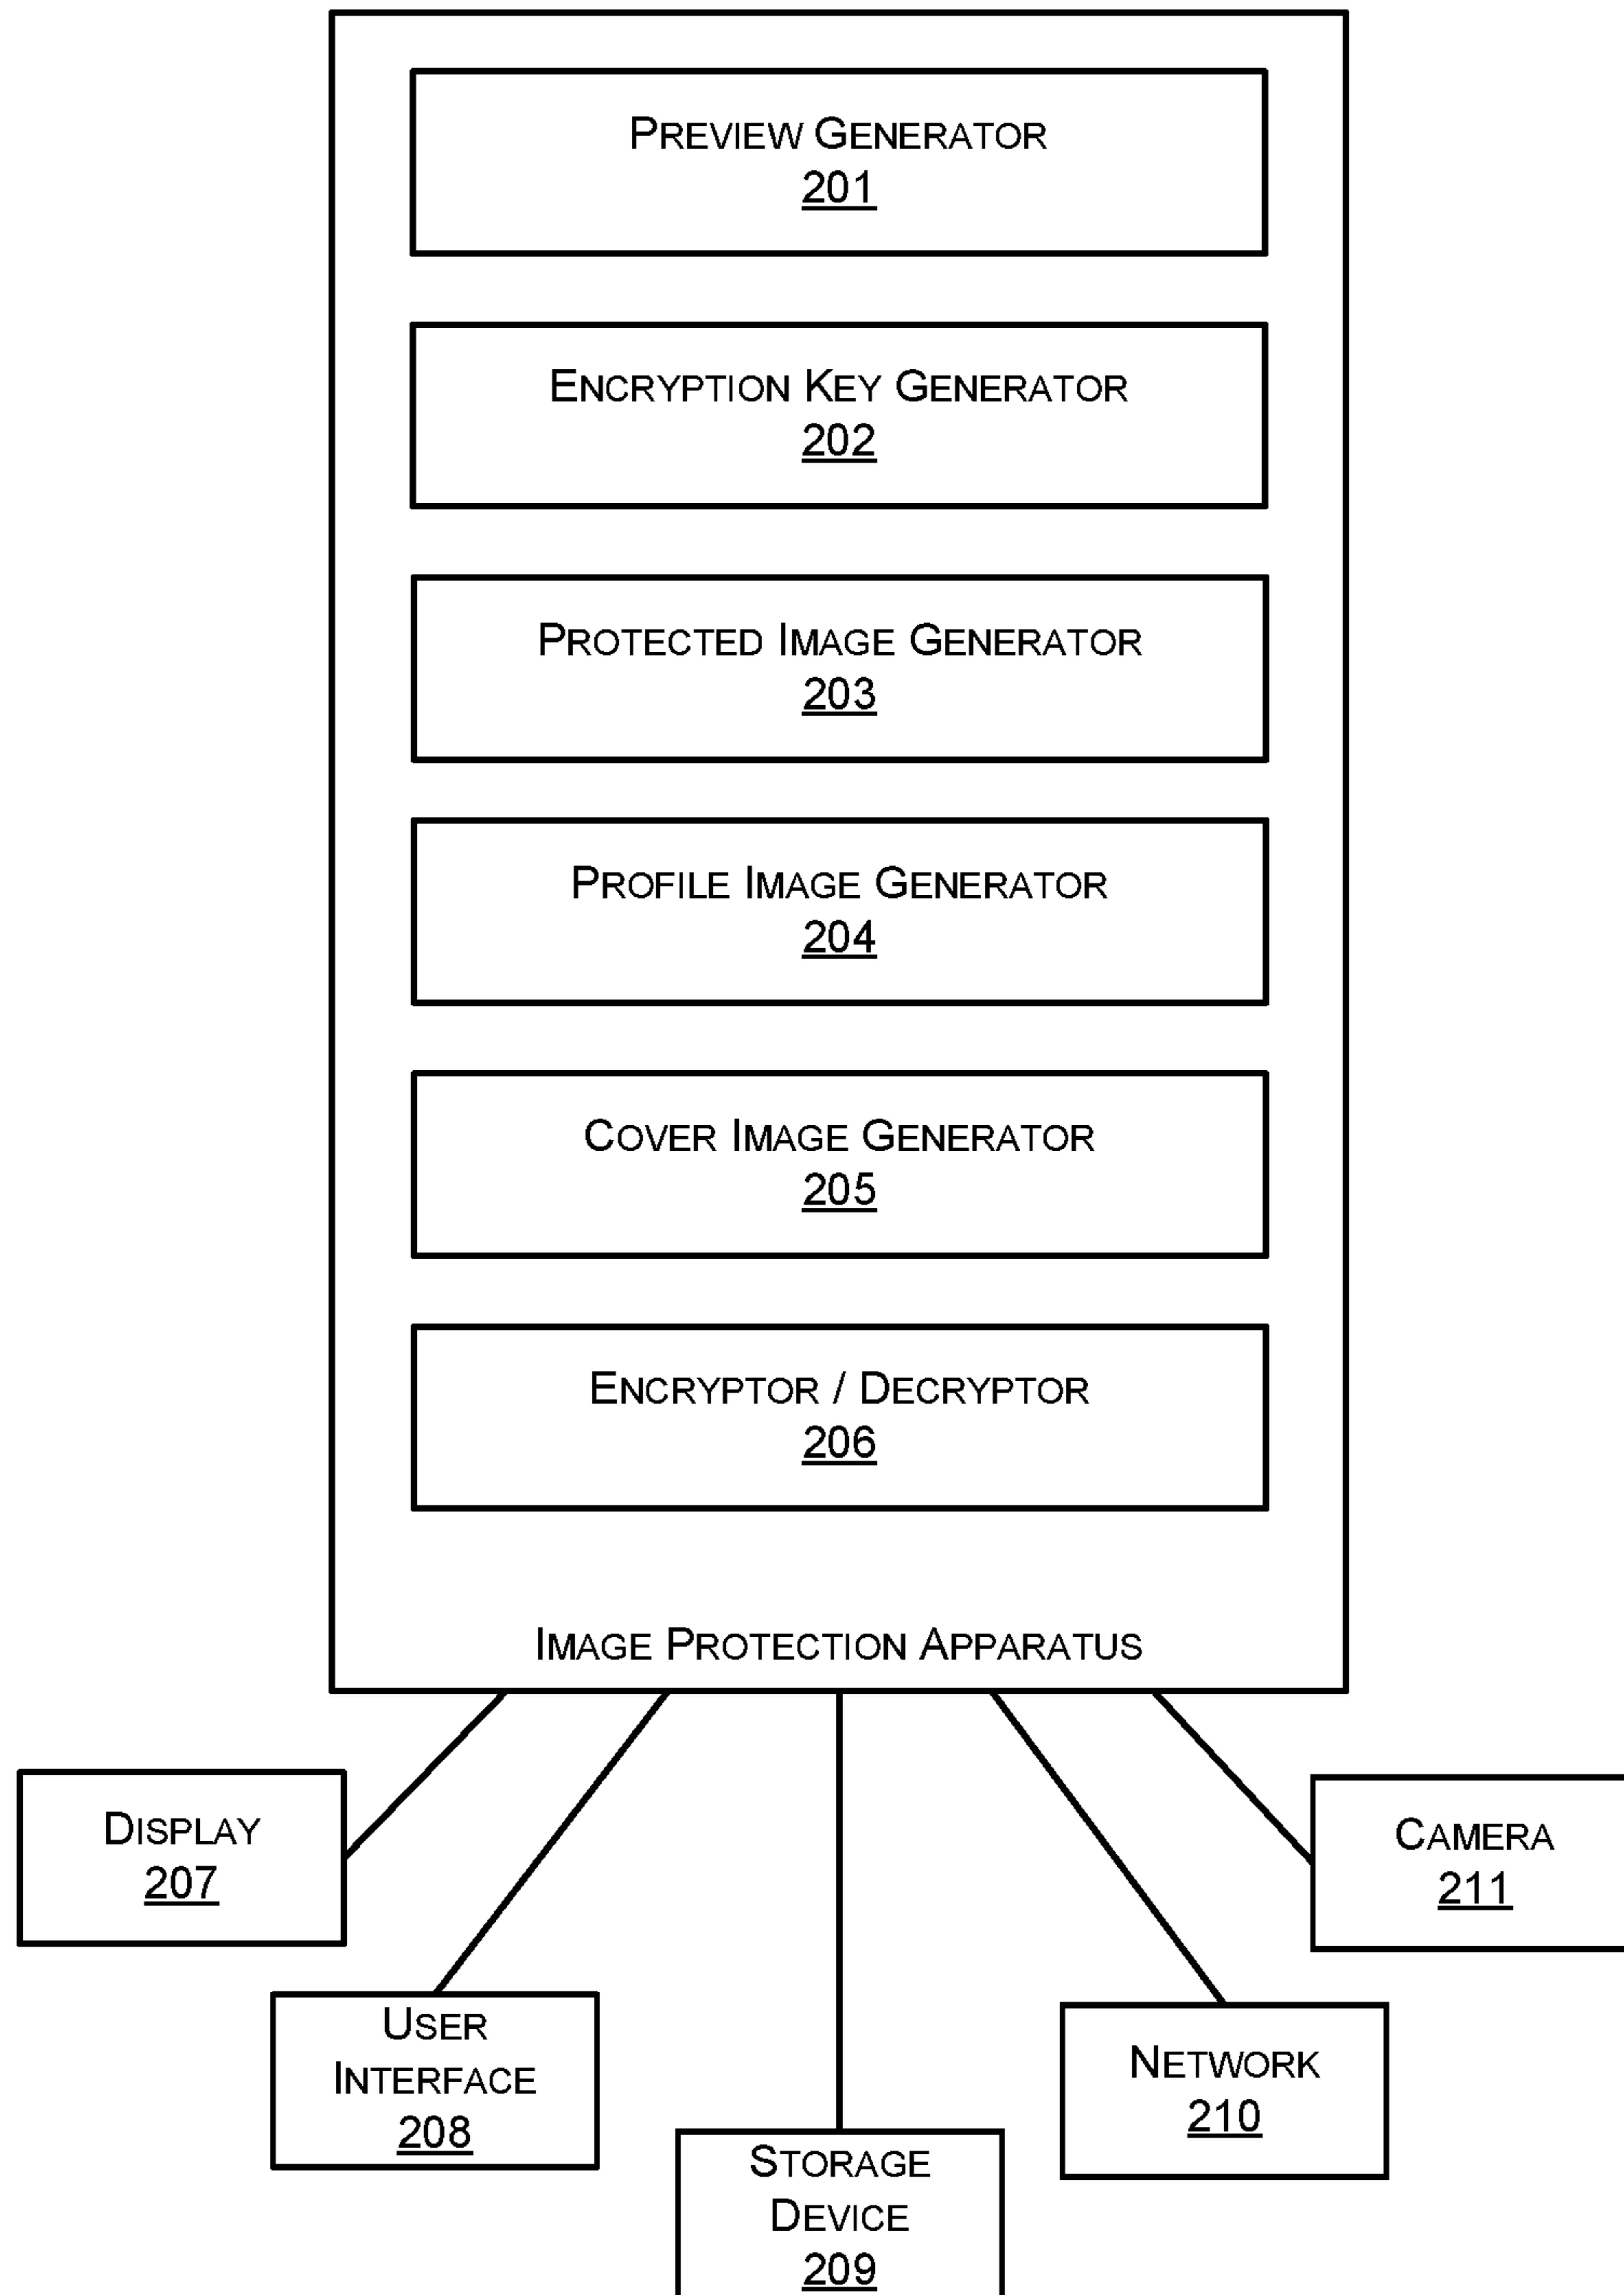 PREVIEW GENERATOR
201
ENCRYPTION KEY GENERATOR
202
PROTECTED IMAGE GENERATOR
203
PROFILE IMAGE GENERATOR
204
COVER IMAGE GENERATOR
205
ENCRYPTOR / DECRYPTOR
206
IMAGE PROTECTION APPARATUS
DISPLAY
207
USER
INTERFACE
208
STORAGE
DEVICE
209
NETWORK
210
CAMERA
211